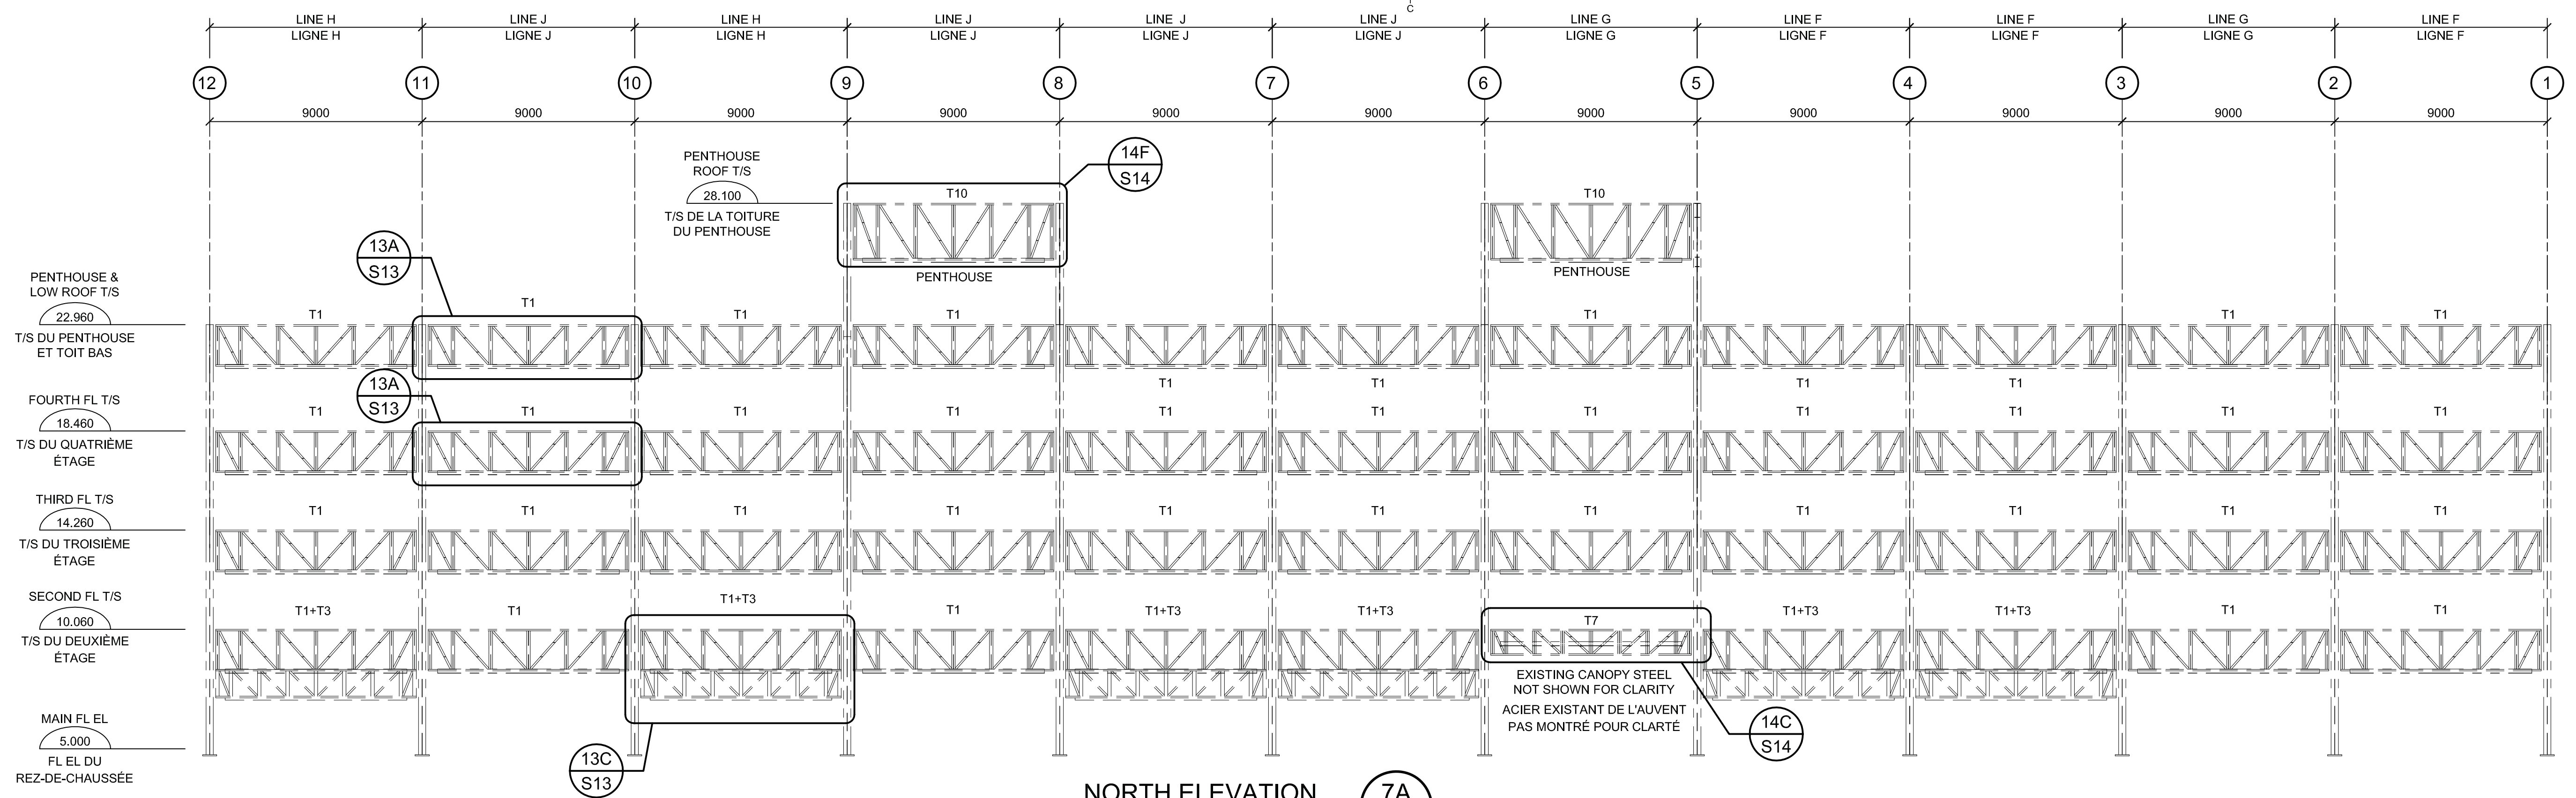 C
LINE H LINE J LINE H LINE J LINE J LINE J LINE G LINE F LINE F LINE G LINE F
LIGNE H LIGNE J LIGNE H LIGNE J LIGNE J LIGNE J LIGNE G LIGNE F LIGNE F LIGNE G LIGNE F
12 11 10 9 8 7 6 5 4 3 2 1
9000 9000 9000 9000 9000 9000 9000 9000 9000 9000 9000
PENTHOUSE
ROOF T/S
28.100
T/S DE LA TOITURE
DU PENTHOUSE
14F
S14
T10 T10
PENTHOUSE PENTHOUSE
13A
S13
PENTHOUSE &
LOW ROOF T/S
22.960
T/S DU PENTHOUSE
ET TOIT BAS
T1 T1 T1 T1 T1 T1 T1
T1 T1 T1 T1
13A
S13
FOURTH FL T/S
18.460
T/S DU QUATRIÈME
ÉTAGE
T1 T1 T1 T1 T1 T1 T1 T1 T1 T1 T1
THIRD FL T/S
14.260
T/S DU TROISIÈME
ÉTAGE
T1 T1 T1 T1 T1 T1 T1 T1 T1 T1 T1
SECOND FL T/S
10.060
T/S DU DEUXIÈME
ÉTAGE
T1+T3 T1 T1+T3 T1 T1+T3 T1+T3 T7 T1+T3 T1+T3 T1 T1
EXISTING CANOPY STEEL
NOT SHOWN FOR CLARITY
ACIER EXISTANT DE L'AUVENT
PAS MONTRÉ POUR CLARTÉ
14C
S14
MAIN FL EL
5.000
FL EL DU
REZ-DE-CHAUSSÉE
13C
S13
NORTH ELEVATION
7A